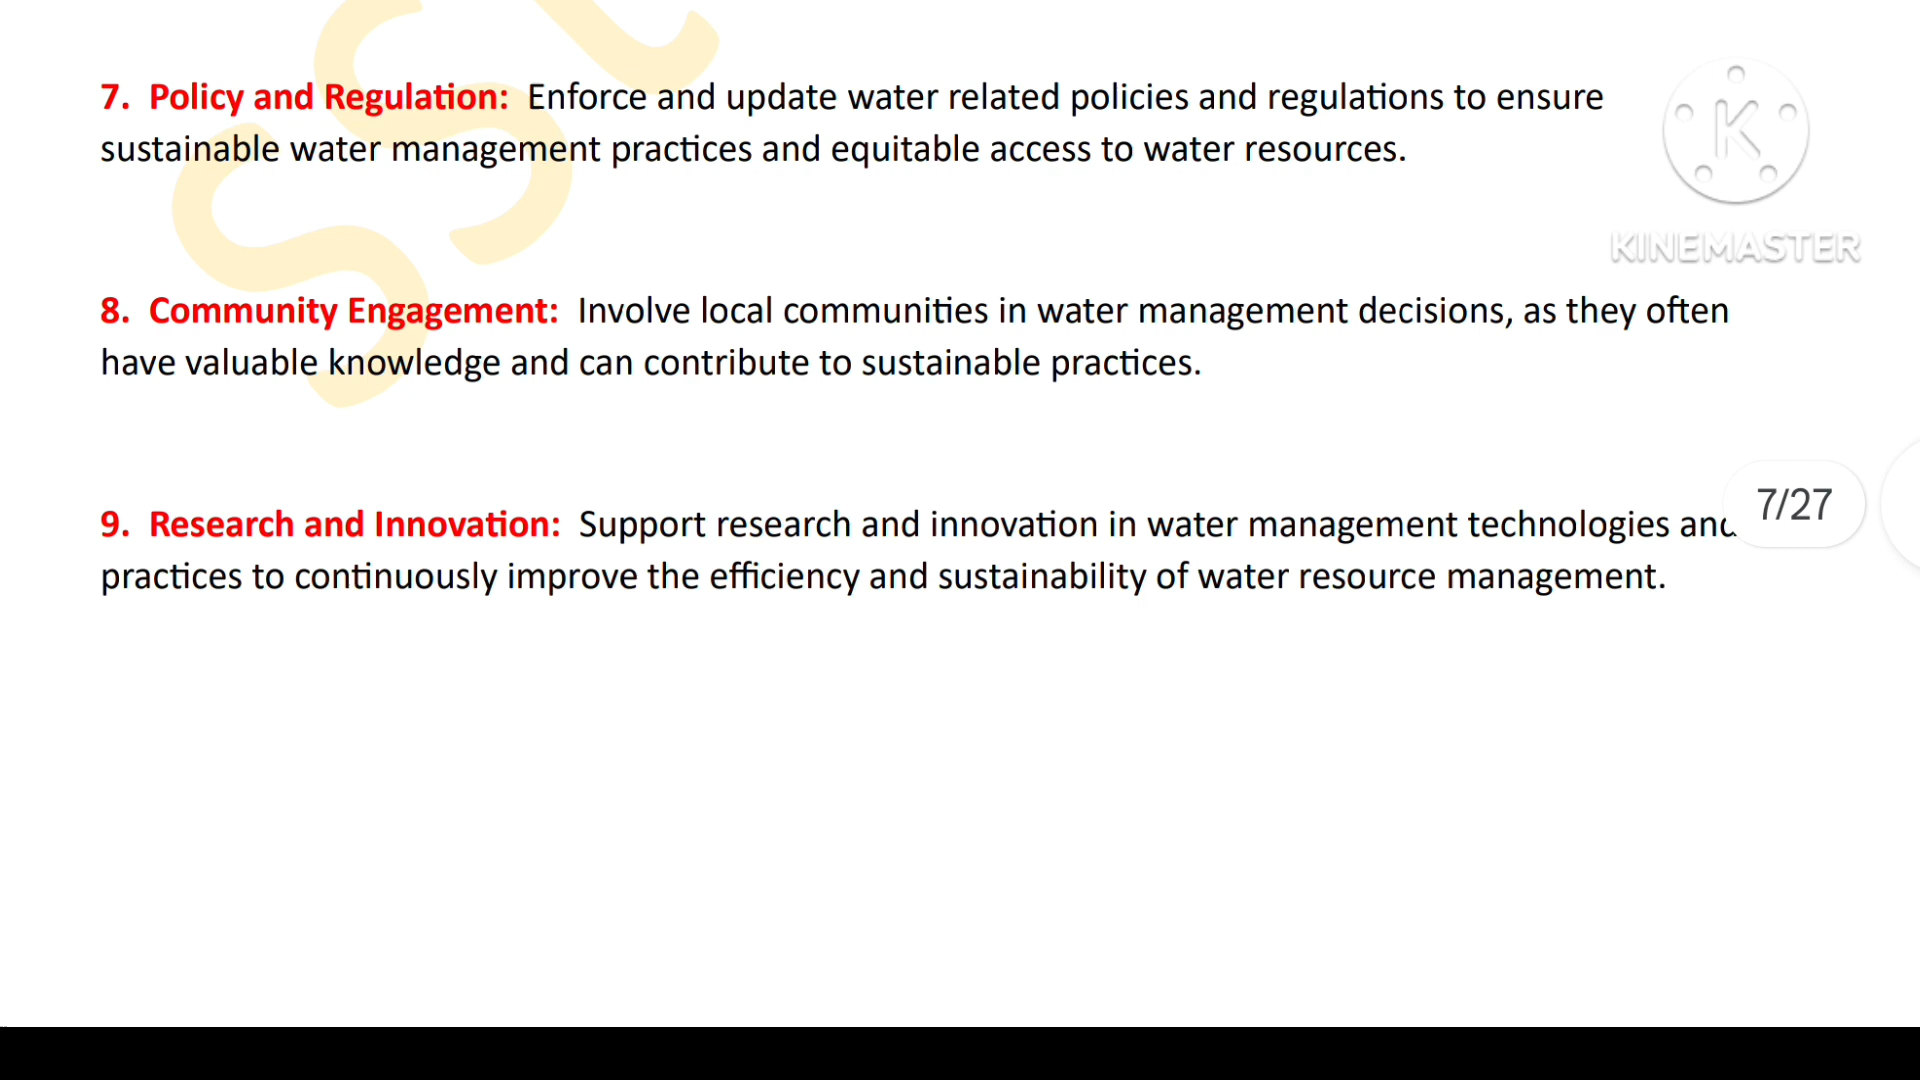 7. Policy and Regulation: Enforce and update water related policies and regulations to ensure
sustainable water management practices and equitable access to water resources.
K
KINEMASTER
8. Community Engagement: Involve local communities in water management decisions, as they often
have valuable knowledge and can contribute to sustainable practices.
7/27
9. Research and Innovation: Support research and innovation in water management technologies and
practices to continuously improve the efficiency and sustainability of water resource management.